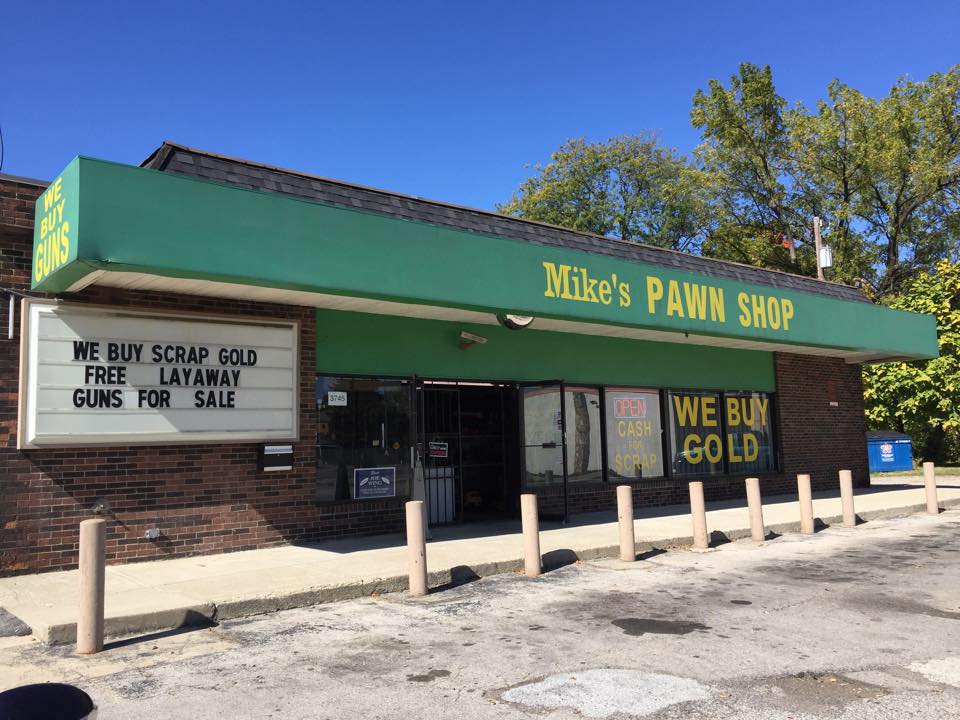 WE
BUY
GUNS
Mike's PAWN SHOP
WE BUY SCRAP GOLD
FREE LAYAWAY
GUNS FOR SALE
3745
OPEN
CASH
FOR
SCRAP
WE BUY
GOLD